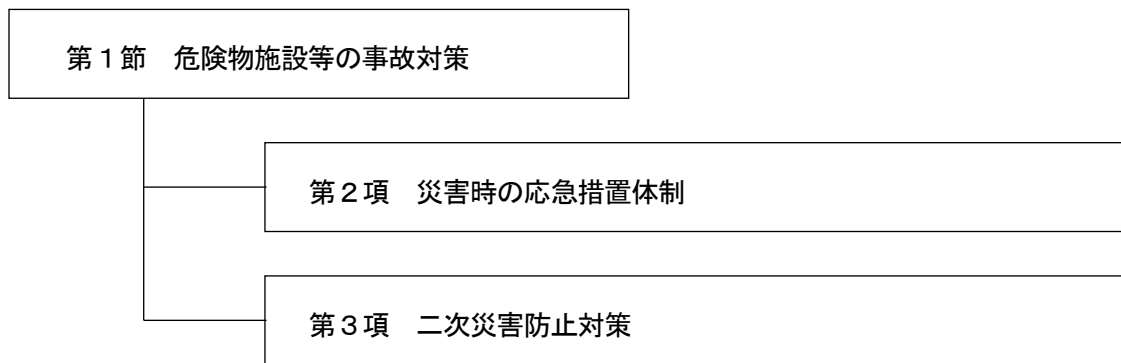 第1節　危険物施設等の事故対策
第２項　災害時の応急措置体制
第３項　二次災害防止対策